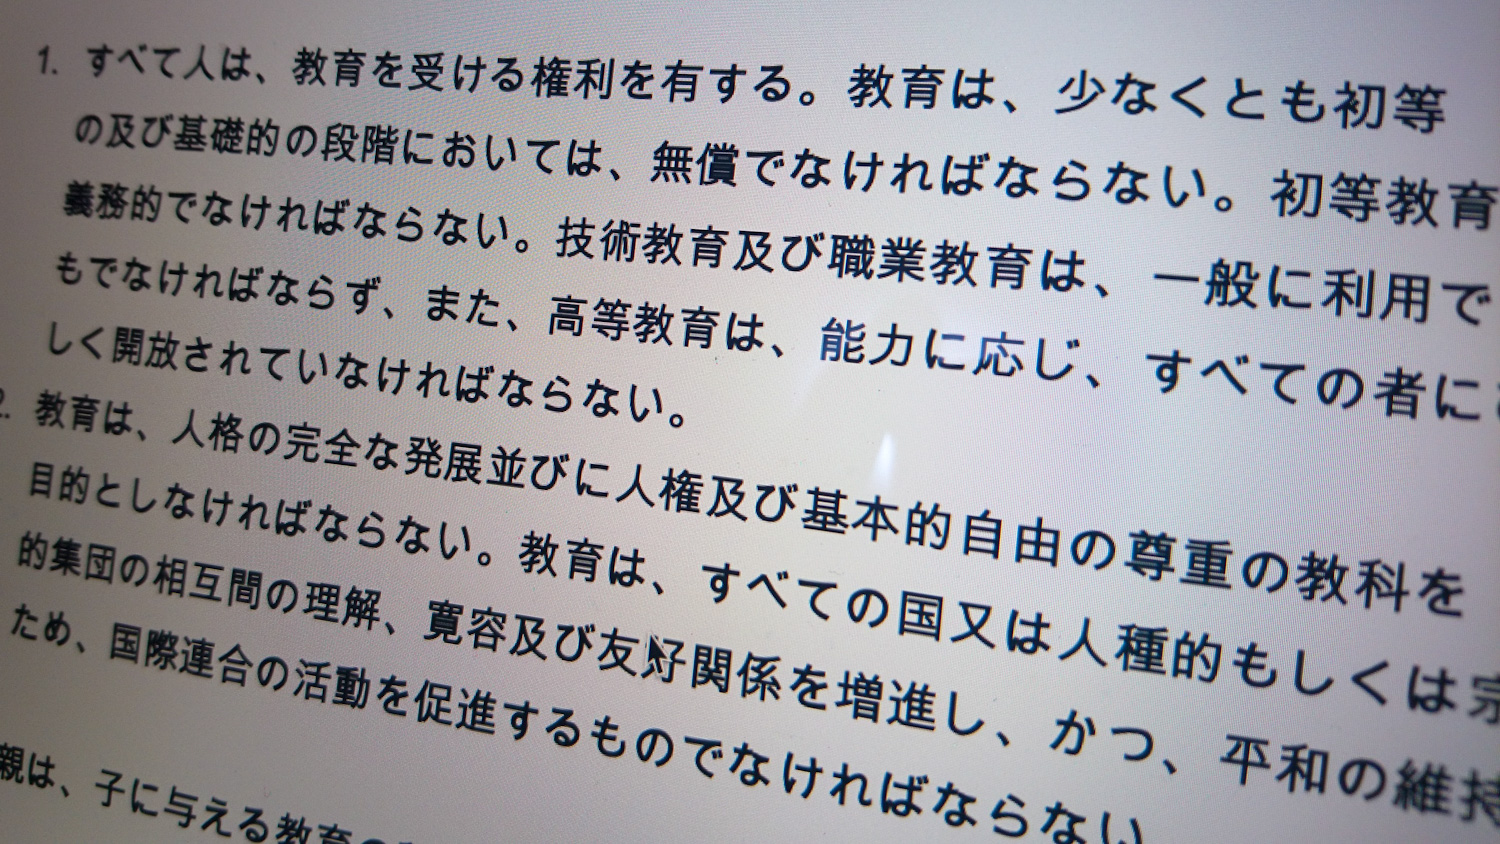 1. すべて人は、教育を受ける権利を有する。教育は、少なくとも初等
の及び基礎的の段階においては、無償でなければならない。初等教育
義務的でなければならない。技術教育及び職業教育は、一般に利用で
もでなければならず、また、高等教育は、能力に応じ、すべての者に
しく開放されていなければならない。
2. 教育は、人格の完全な発展並びに人権及び基本的自由の尊重の教科を
目的としなければならない。教育は、すべての国又は人種的もしくは宗
的集団の相互間の理解、寛容及び友好関係を増進し、かつ、平和の維持
ため、国際連合の活動を促進するものでなければならない
親は、子に与える教育の